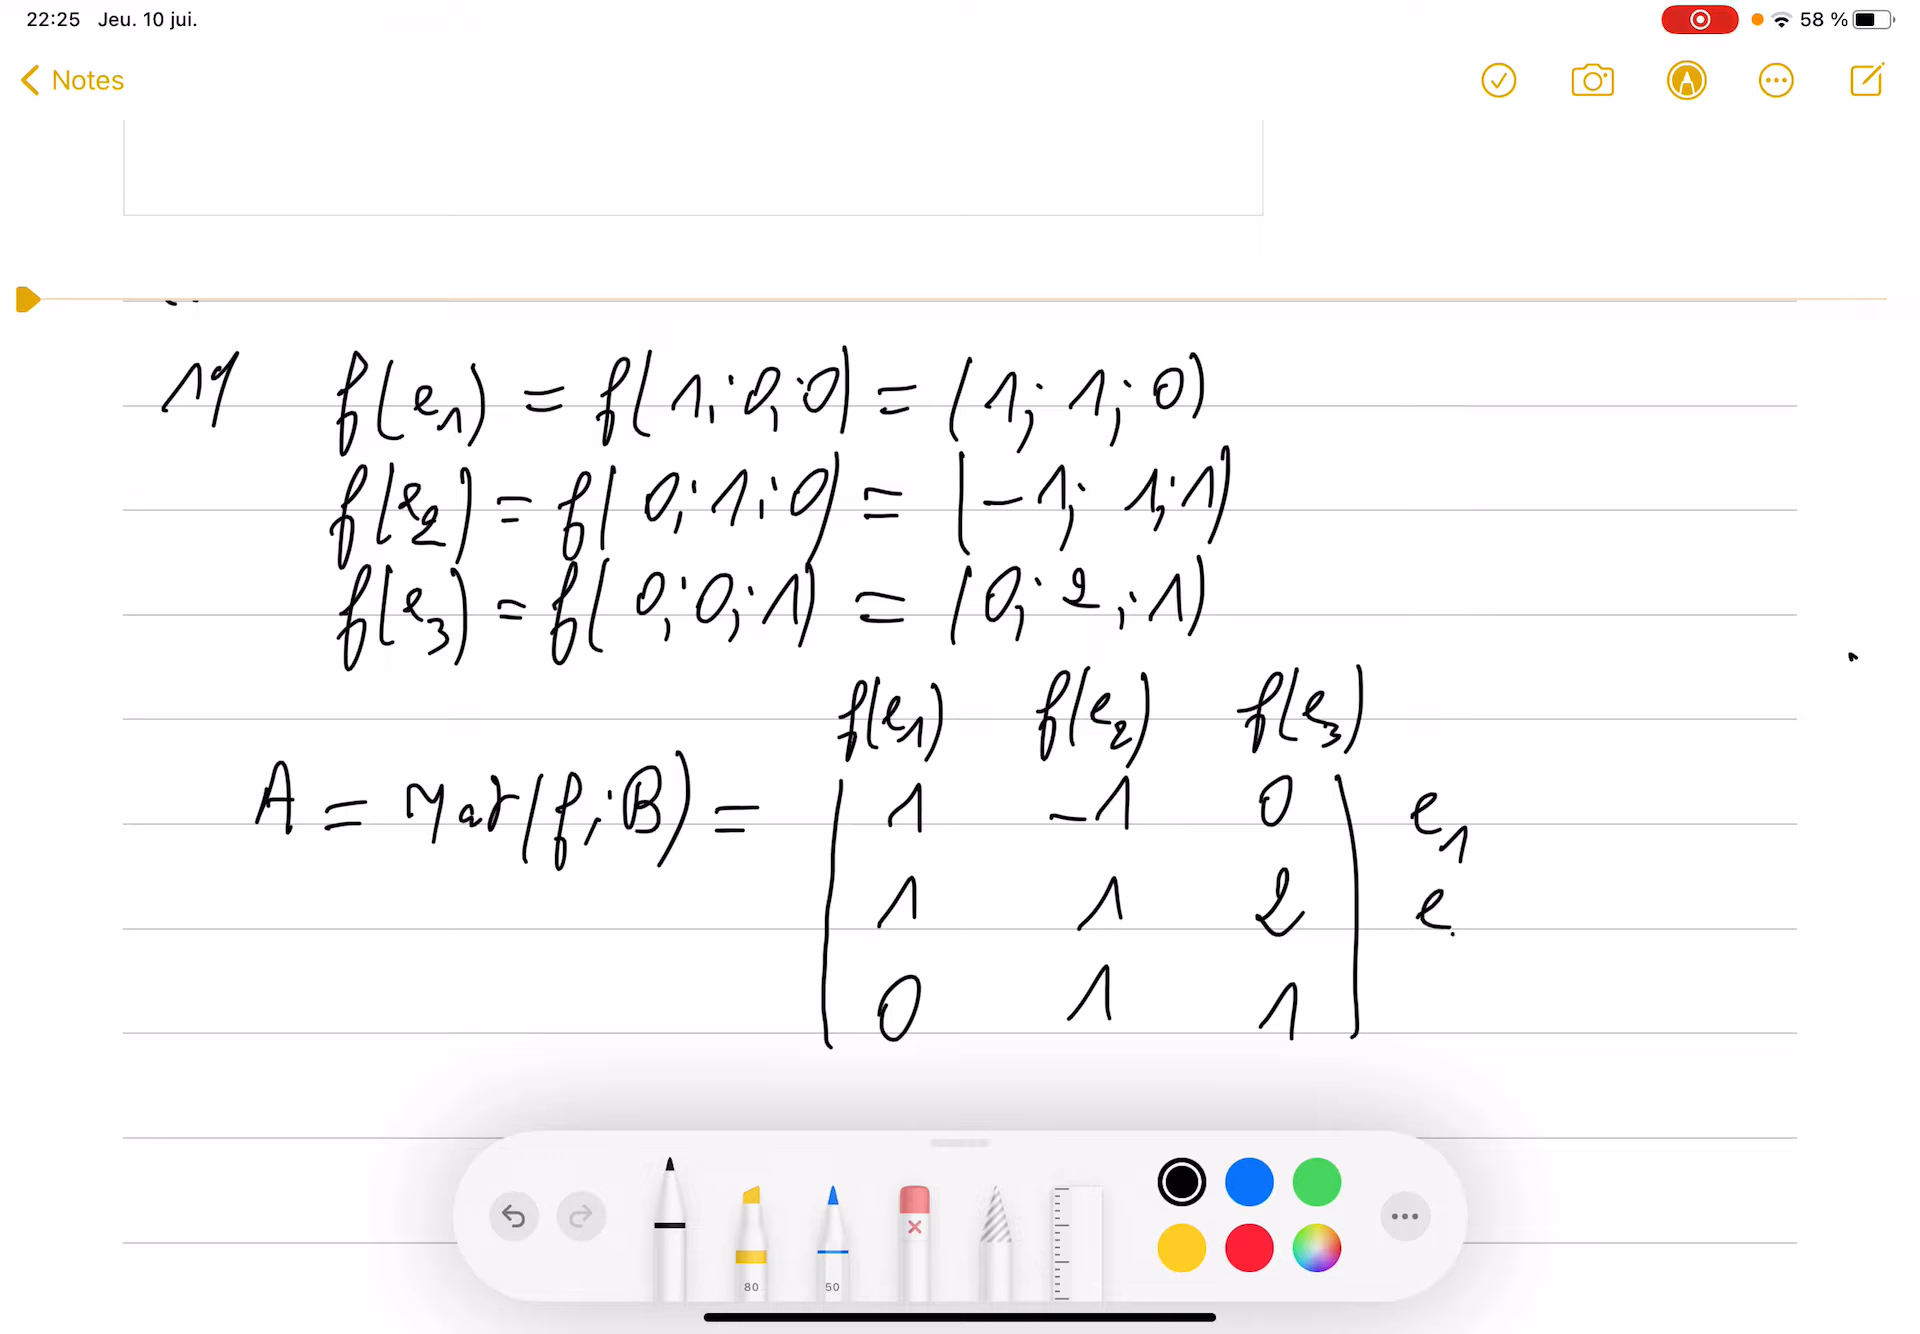 22:25 Jeu. 10 jui. 58 %
Notes
1°/ f(e1) = f(1; 0; 0) = (1; 1; 0)
f(e2) = f(0; 1; 0) = (-1; 1; 1)
f(e3) = f(0; 0; 1) = (0; 2; 1)
f(e1) f(e2) f(e3)
A = Mat(f; B) = ( 1 -1 0 ) e1
1 1 2 e
0 1 1
80 50